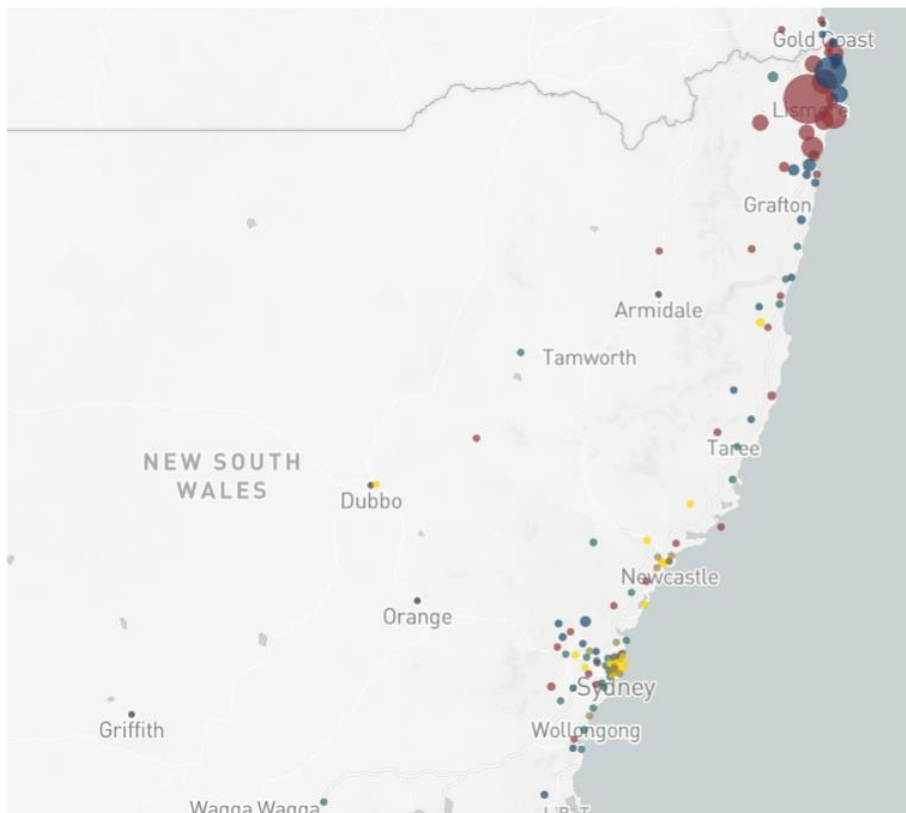 Gold Coast
Lismore
Grafton
Armidale
Tamworth
NEW SOUTH
WALES
Taree
Dubbo
Newcastle
Orange
Sydney
Griffith
Wollongong
Wagga Wagga